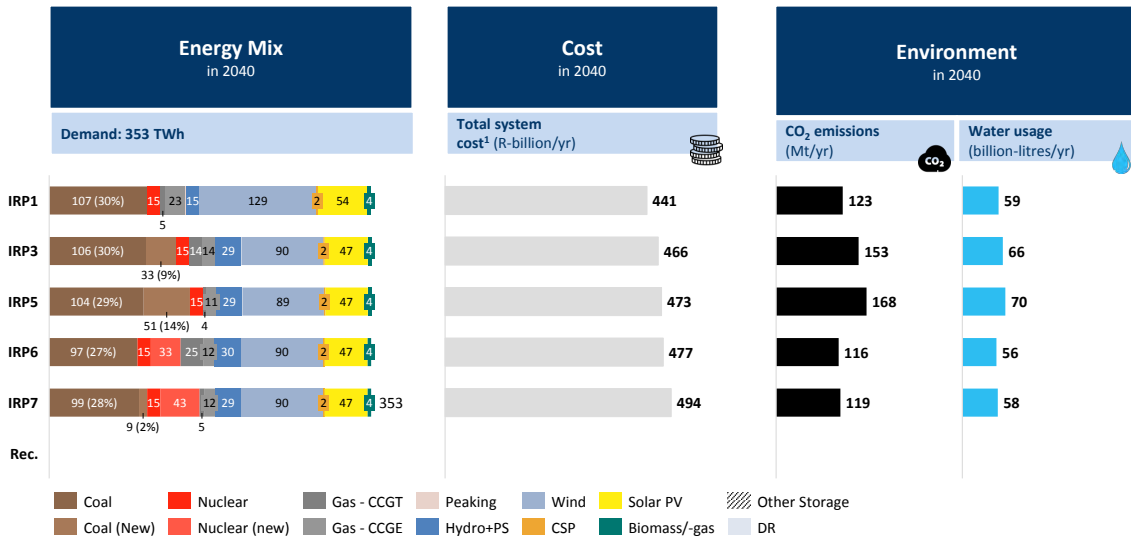 Energy Mix
in 2040
Cost
in 2040
Environment
in 2040
Demand: 353 TWh
Total system
cost¹ (R-billion/yr)
CO₂ emissions
(Mt/yr)
CO₂
Water usage
(billion-litres/yr)
IRP1 107 (30%) 15 23 15 129 2 54 4 441 123 59
5
IRP3 106 (30%) 15 14 14 29 90 2 47 4 466 153 66
33 (9%)
IRP5 104 (29%) 15 11 29 89 2 47 4 473 168 70
51 (14%) 4
IRP6 97 (27%) 15 33 25 12 30 90 2 47 4 477 116 56
IRP7 99 (28%) 15 43 12 29 90 2 47 4 353 494 119 58
9 (2%) 5
Rec.
Coal Nuclear Gas - CCGT Peaking Wind Solar PV Other Storage
Coal (New) Nuclear (new) Gas - CCGE Hydro+PS CSP Biomass/-gas DR